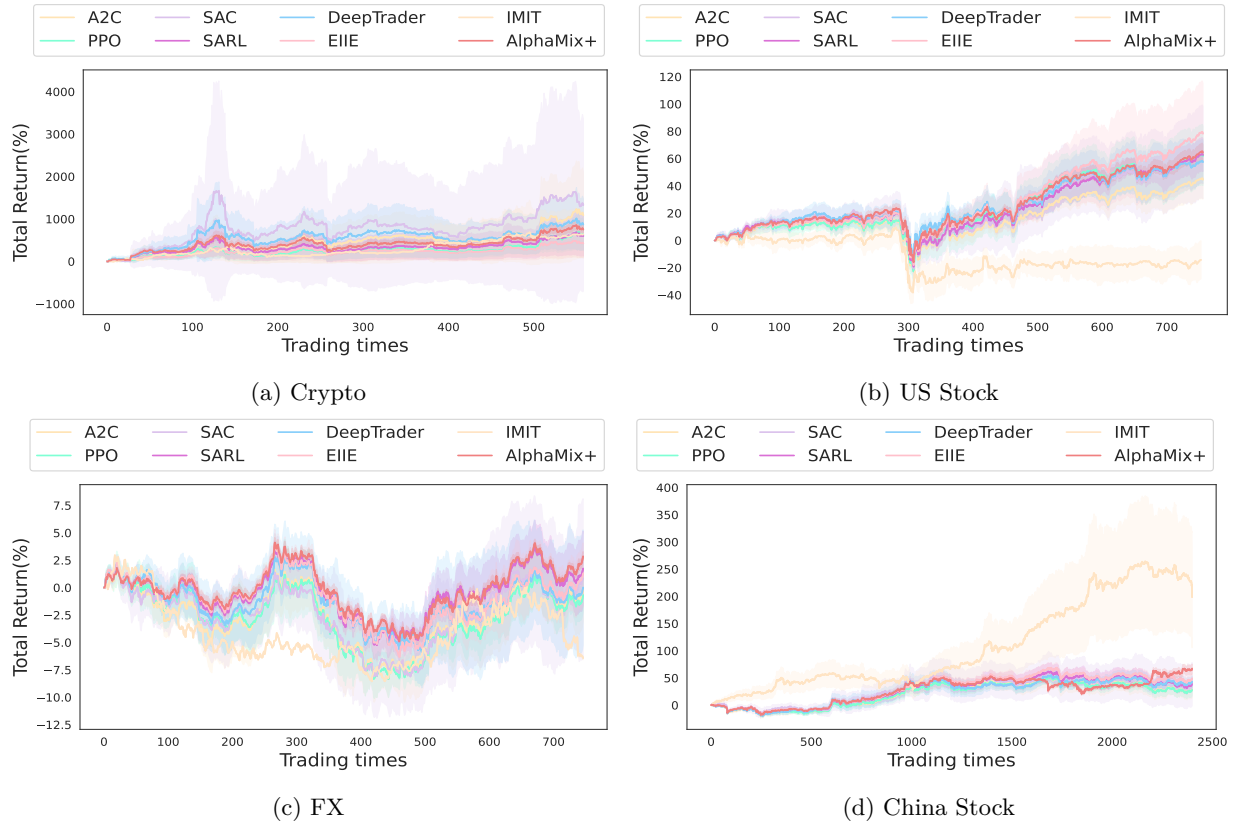 A2C SAC DeepTrader IMIT
PPO SARL EIIE AlphaMix+
Total Return(%)
4000
3000
2000
1000
0
−1000
0 100 200 300 400 500
Trading times
(a) Crypto
A2C SAC DeepTrader IMIT
PPO SARL EIIE AlphaMix+
Total Return(%)
120
100
80
60
40
20
0
−20
−40
0 100 200 300 400 500 600 700
Trading times
(b) US Stock
A2C SAC DeepTrader IMIT
PPO SARL EIIE AlphaMix+
Total Return(%)
7.5
5.0
2.5
0.0
−2.5
−5.0
−7.5
−10.0
−12.5
0 100 200 300 400 500 600 700
Trading times
(c) FX
A2C SAC DeepTrader IMIT
PPO SARL EIIE AlphaMix+
Total Return(%)
400
350
300
250
200
150
100
50
0
0 500 1000 1500 2000 2500
Trading times
(d) China Stock